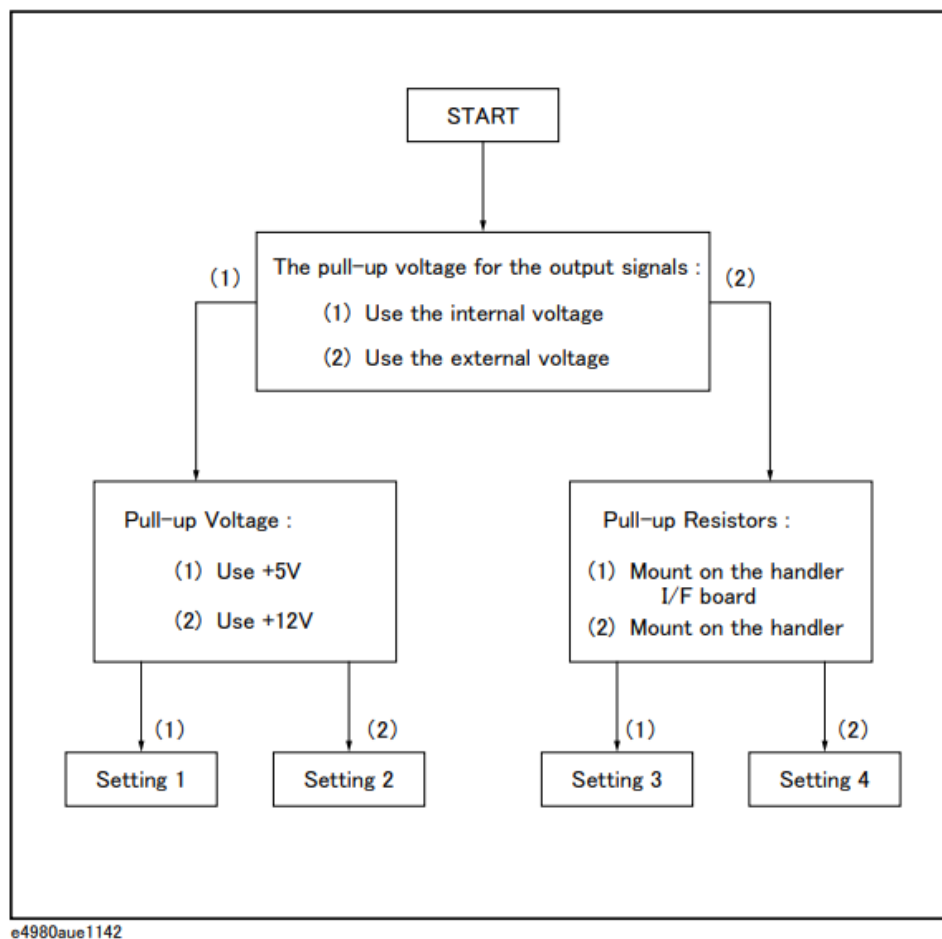 START
The pull-up voltage for the output signals :
(1) Use the internal voltage
(2) Use the external voltage
(1)
(2)
Pull-up Voltage :
(1) Use +5V
(2) Use +12V
Pull-up Resistors :
(1) Mount on the handler
I/F board
(2) Mount on the handler
(1)
(2)
(1)
(2)
Setting 1
Setting 2
Setting 3
Setting 4
e4980aue1142